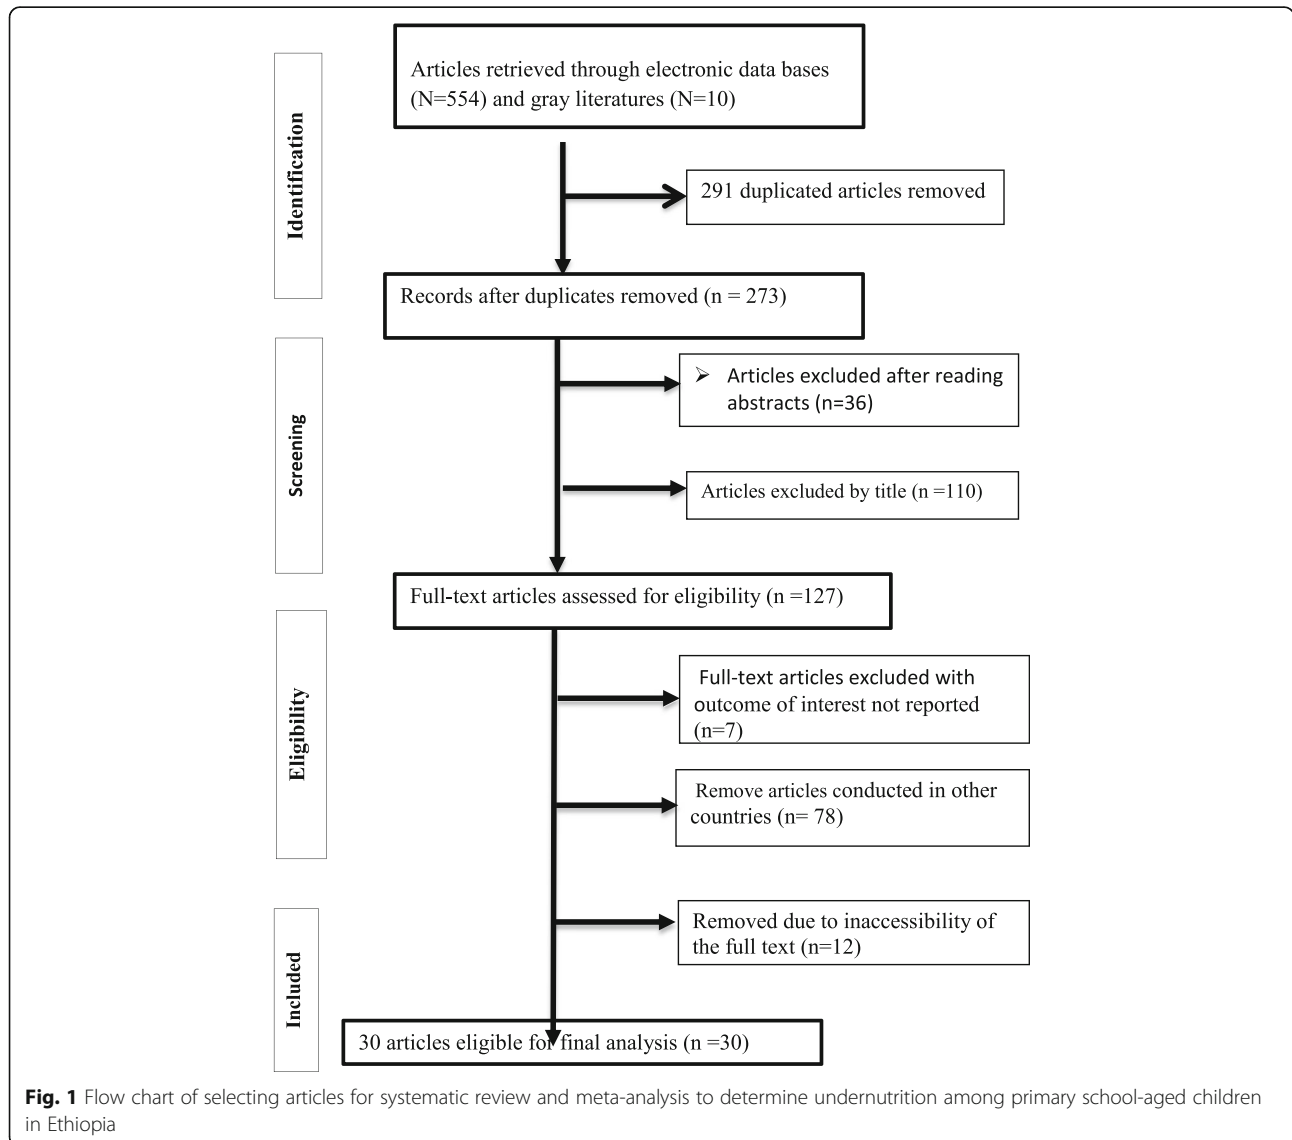 Identification
Articles retrieved through electronic data bases
(N=554) and gray literatures (N=10)
291 duplicated articles removed
Records after duplicates removed (n = 273)
Screening
➢ Articles excluded after reading
abstracts (n=36)
Articles excluded by title (n =110)
Full-text articles assessed for eligibility (n =127)
Eligibility
Full-text articles excluded with
outcome of interest not reported
(n=7)
Remove articles conducted in other
countries (n= 78)
Included
Removed due to inaccessibility of
the full text (n=12)
30 articles eligible for final analysis (n =30)
Fig. 1 Flow chart of selecting articles for systematic review and meta-analysis to determine undernutrition among primary school-aged children
in Ethiopia